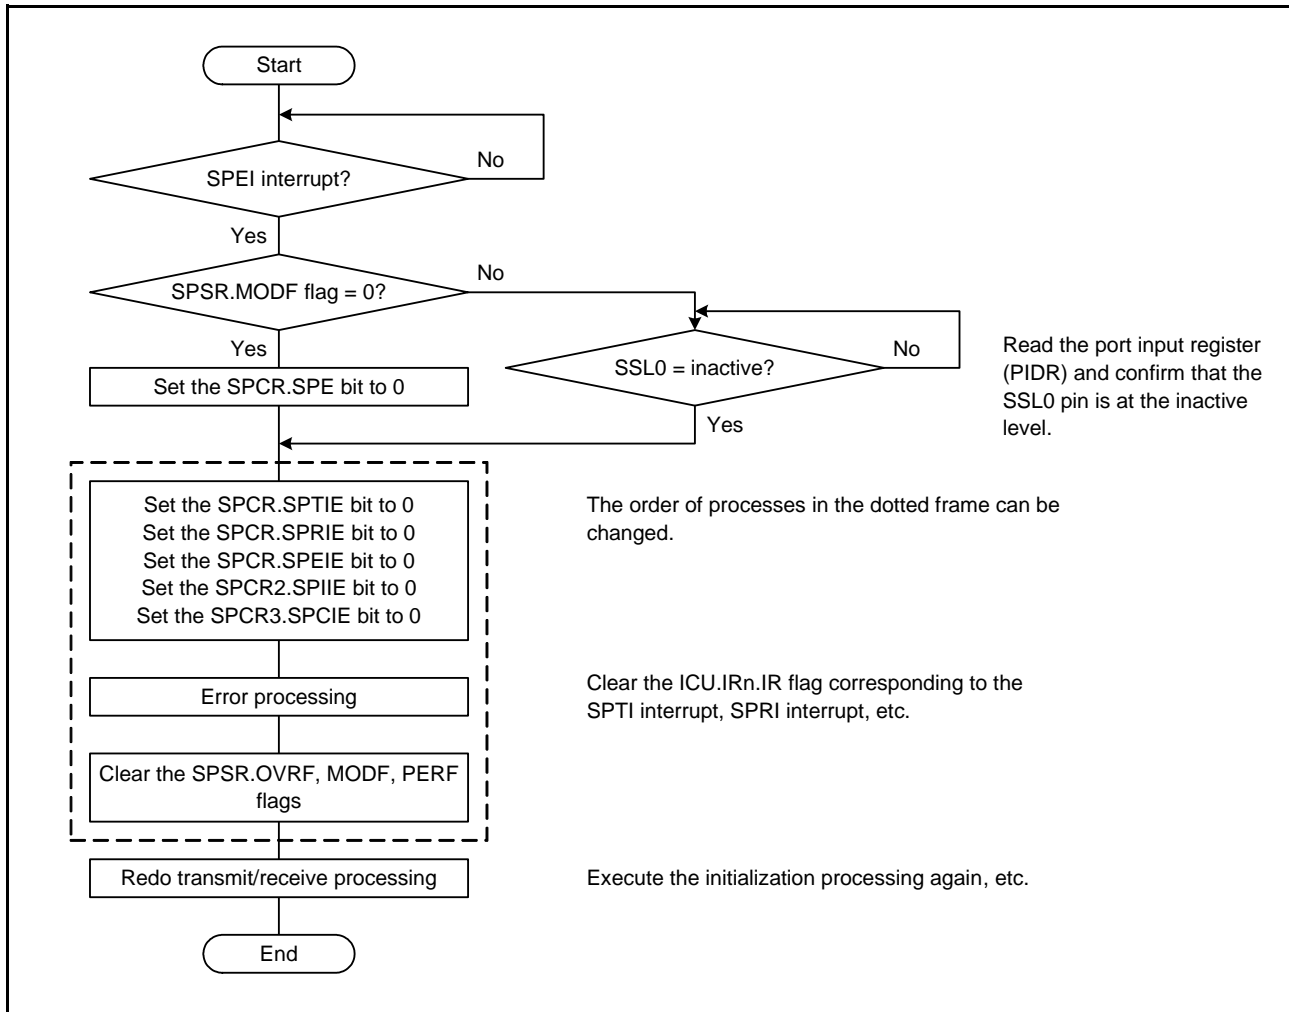 Start
SPEI interrupt?
No
Yes
SPSR.MODF flag = 0?
No
Yes
SSL0 = inactive?
No
Yes
Read the port input register
(PIDR) and confirm that the
SSL0 pin is at the inactive
level.
Set the SPCR.SPE bit to 0
Set the SPCR.SPTIE bit to 0
Set the SPCR.SPRIE bit to 0
Set the SPCR.SPEIE bit to 0
Set the SPCR2.SPIIE bit to 0
Set the SPCR3.SPCIE bit to 0
The order of processes in the dotted frame can be
changed.
Error processing
Clear the ICU.IRn.IR flag corresponding to the
SPTI interrupt, SPRI interrupt, etc.
Clear the SPSR.OVRF, MODF, PERF
flags
Redo transmit/receive processing
Execute the initialization processing again, etc.
End